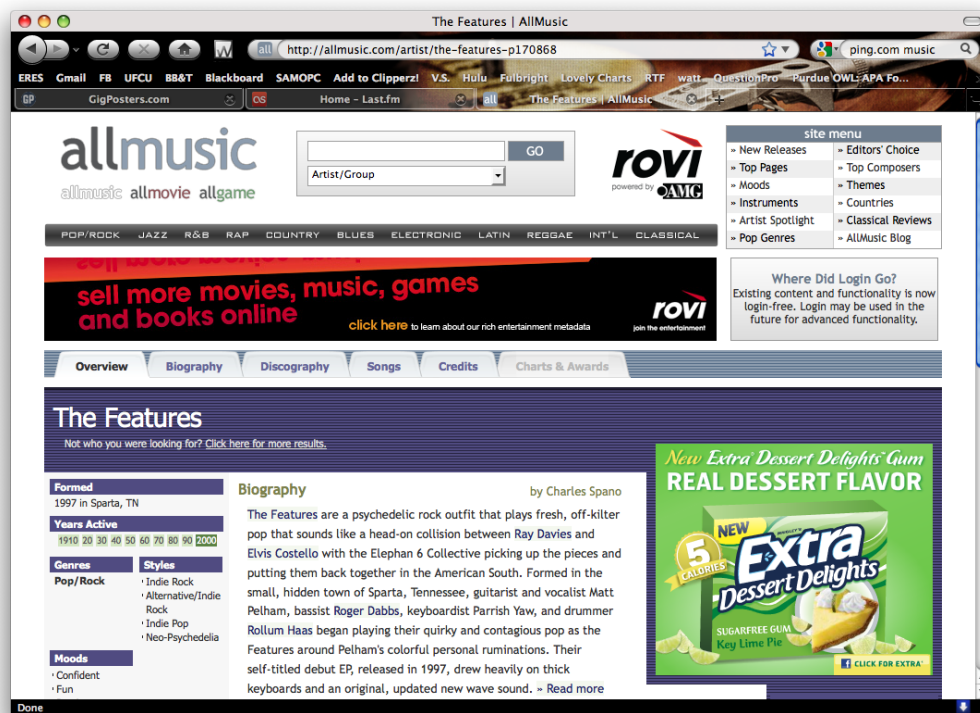 The Features | AllMusic
all http://allmusic.com/artist/the-features-p170868
ping.com music
ERES Gmail FB UFCU BB&T Blackboard SAMOPC Add to Clipperz! V.S. Hulu Fulbright Lovely Charts RTF watt QuestionPro Purdue OWL: APA Fo...
GP GigPosters.com
OS Home - Last.fm
all The Features | AllMusic
allmusic
allmusic allmovie allgame
GO
Artist/Group
rovi
powered by AMG
site menu
» New Releases » Editors' Choice
» Top Pages » Top Composers
» Moods » Themes
» Instruments » Countries
» Artist Spotlight » Classical Reviews
» Pop Genres » AllMusic Blog
POP/ROCK JAZZ R&B RAP COUNTRY BLUES ELECTRONIC LATIN REGGAE INT'L CLASSICAL
sell more movies, music, games
and books online
click here to learn about our rich entertainment metadata
rovi
join the entertainment
Where Did Login Go?
Existing content and functionality is now
login-free. Login may be used in the
future for advanced functionality.
Overview Biography Discography Songs Credits Charts & Awards
The Features
Not who you were looking for? Click here for more results.
Formed
1997 in Sparta, TN
Years Active
1910 20 30 40 50 60 70 80 90 2000
Genres
Pop/Rock
Styles
Indie Rock
Alternative/Indie
Rock
Indie Pop
Neo-Psychedelia
Moods
Confident
Fun
Biography
by Charles Spano
The Features are a psychedelic rock outfit that plays fresh, off-kilter
pop that sounds like a head-on collision between Ray Davies and
Elvis Costello with the Elephan 6 Collective picking up the pieces and
putting them back together in the American South. Formed in the
small, hidden town of Sparta, Tennessee, guitarist and vocalist Matt
Pelham, bassist Roger Dabbs, keyboardist Parrish Yaw, and drummer
Rollum Haas began playing their quirky and contagious pop as the
Features around Pelham's colorful personal ruminations. Their
self-titled debut EP, released in 1997, drew heavily on thick
keyboards and an original, updated new wave sound. » Read more
New Extra Dessert Delights Gum
REAL DESSERT FLAVOR
NEW
5
CALORIES
Extra
Dessert Delights
SUGARFREE GUM
Key Lime Pie
CLICK FOR EXTRA
Done